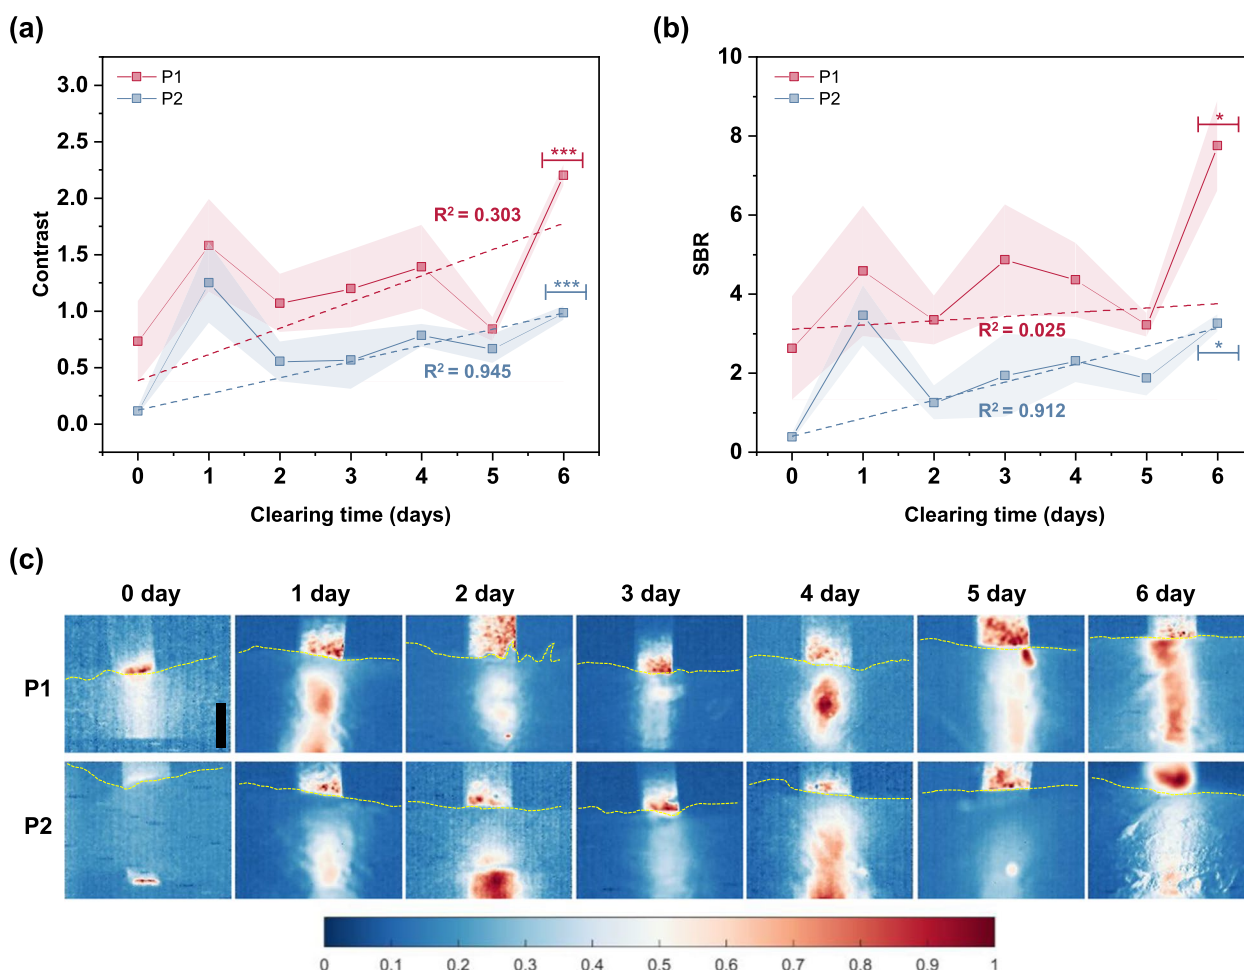 (a)
(b)
P1
P2
3.0
2.5
2.0
1.5
1.0
0.5
0.0
Contrast
***
R² = 0.303
***
R² = 0.945
0 1 2 3 4 5 6
Clearing time (days)
P1
P2
10
8
6
4
2
0
SBR
*
R² = 0.025
*
R² = 0.912
0 1 2 3 4 5 6
Clearing time (days)
(c)
0 day 1 day 2 day 3 day 4 day 5 day 6 day
P1
P2
0 0.1 0.2 0.3 0.4 0.5 0.6 0.7 0.8 0.9 1